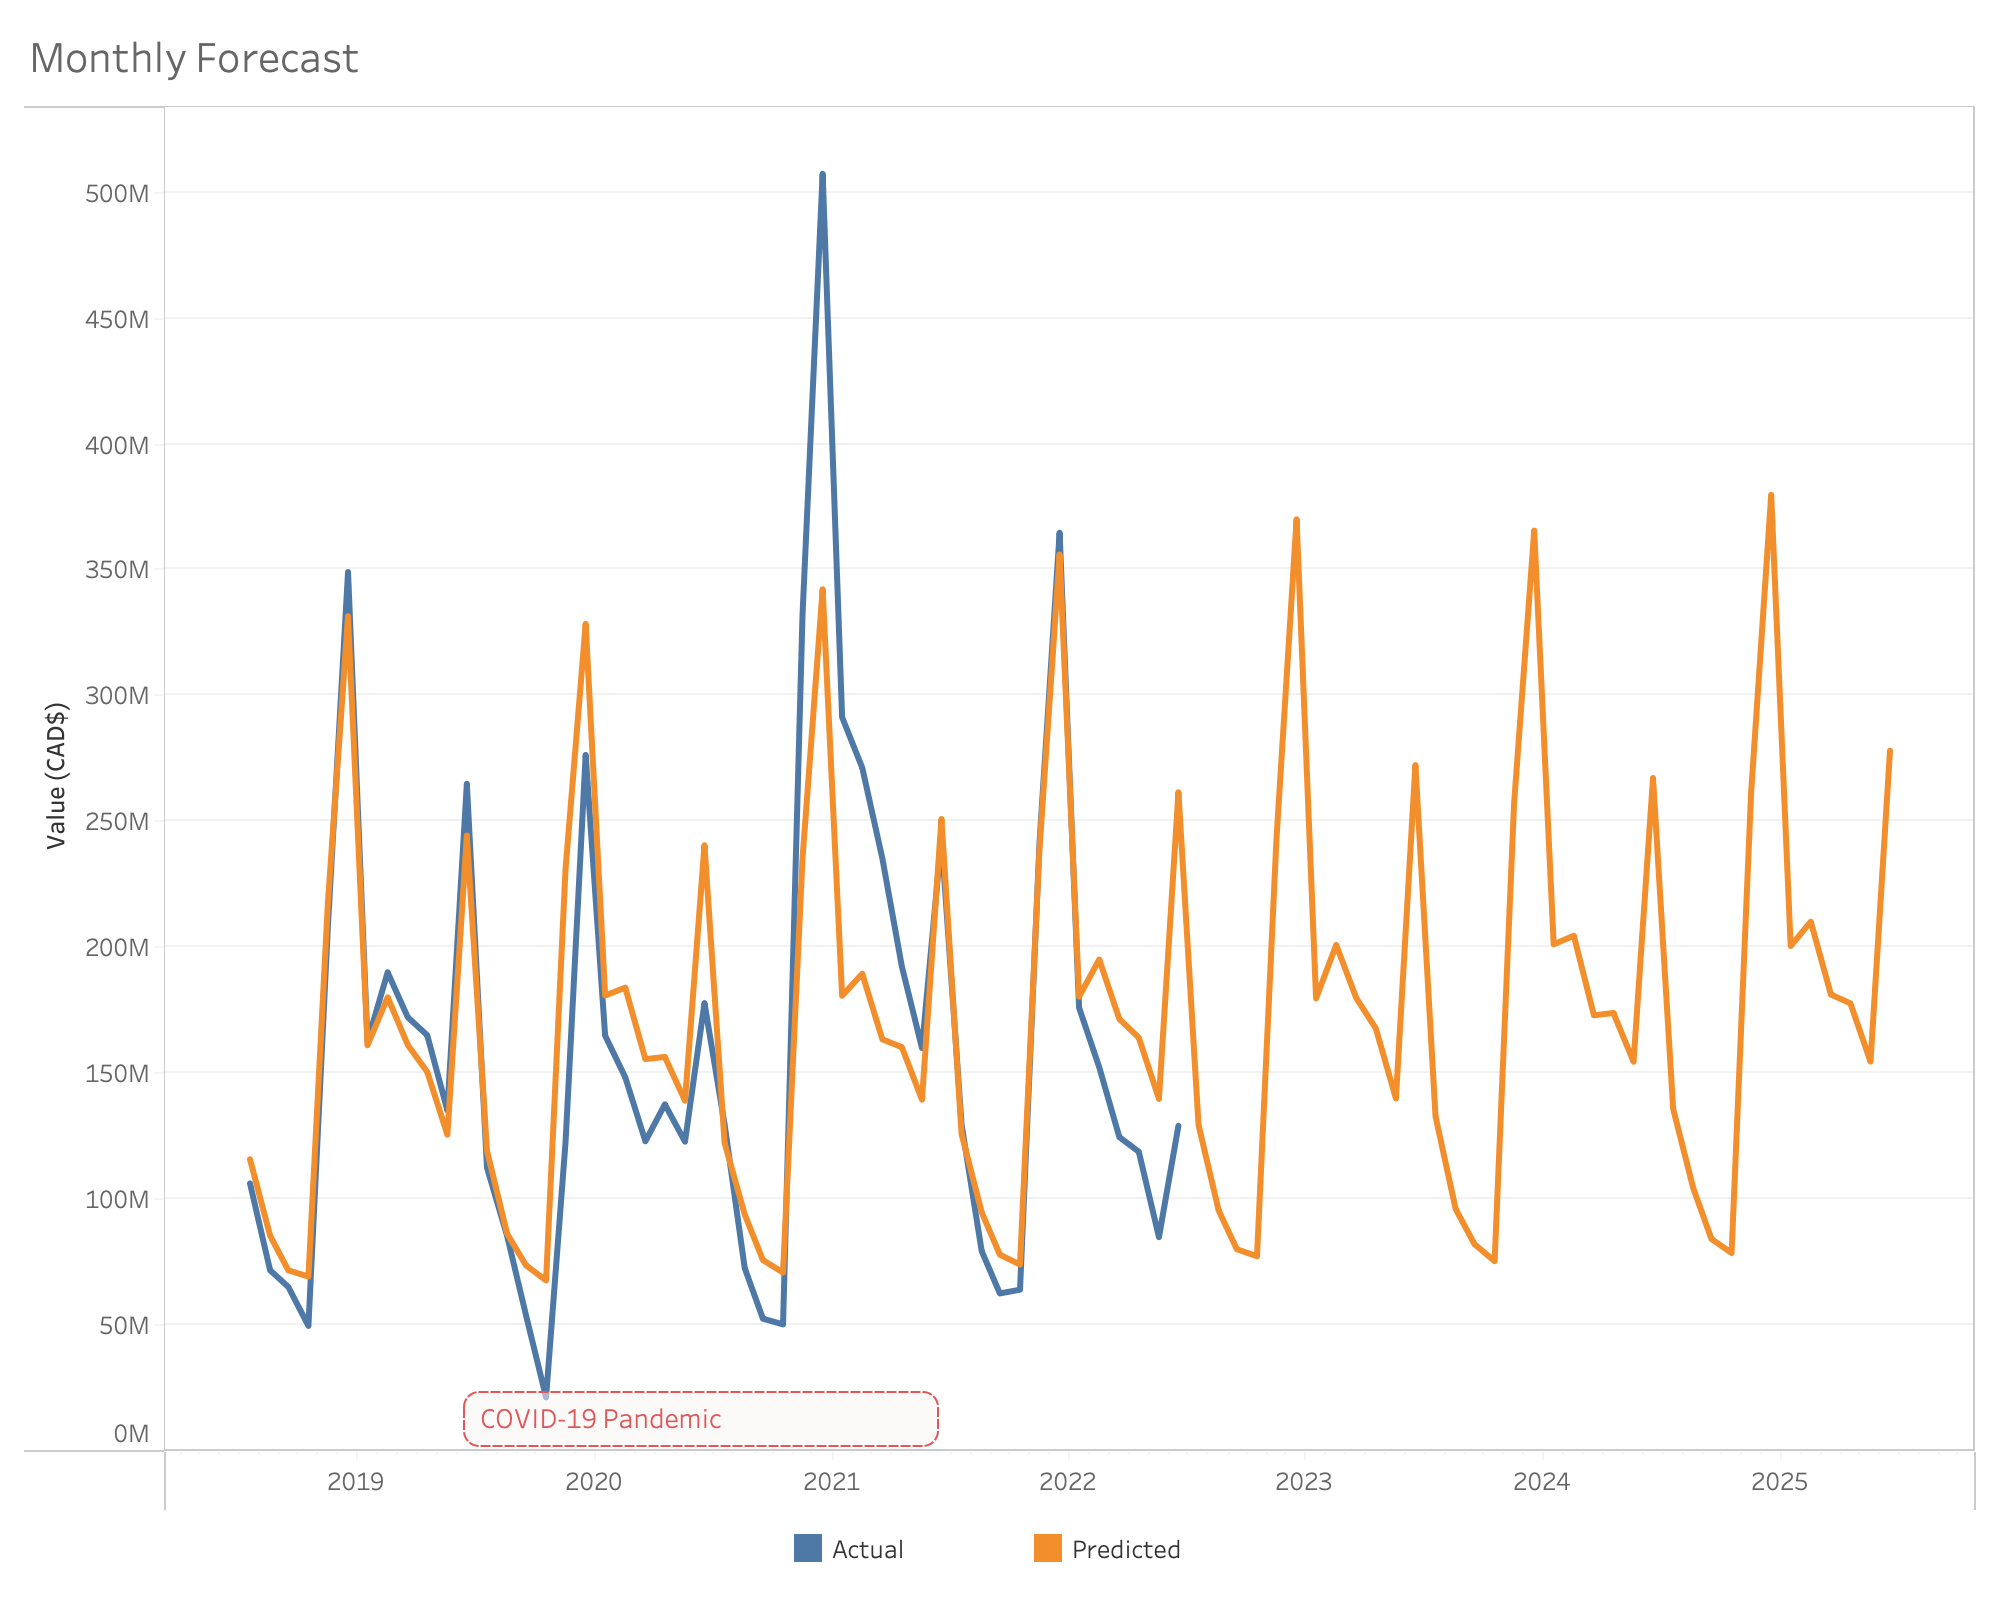 Monthly Forecast
500M
450M
400M
350M
300M
250M
200M
150M
100M
50M
0M
Value (CAD$)
COVID-19 Pandemic
2019 2020 2021 2022 2023 2024 2025
Actual Predicted